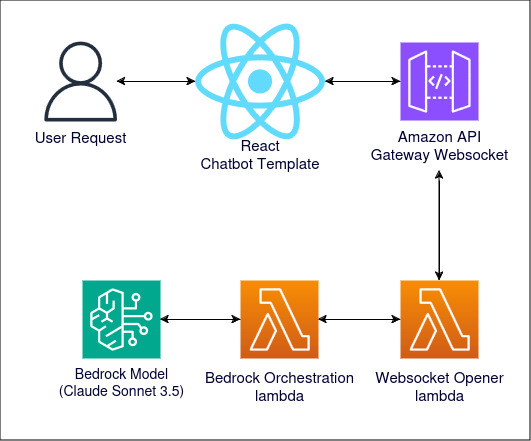 User Request
React
Chatbot Template
Amazon API
Gateway Websocket
Bedrock Model
(Claude Sonnet 3.5)
Bedrock Orchestration
lambda
Websocket Opener
lambda